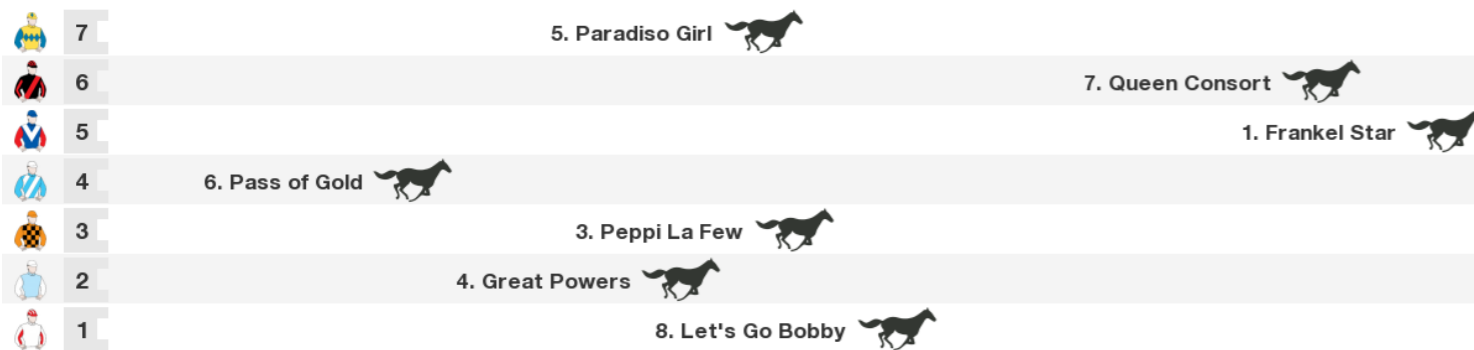 7 5. Paradiso Girl
6 7. Queen Consort
5 1. Frankel Star
4 6. Pass of Gold
3 3. Peppi La Few
2 4. Great Powers
1 8. Let's Go Bobby